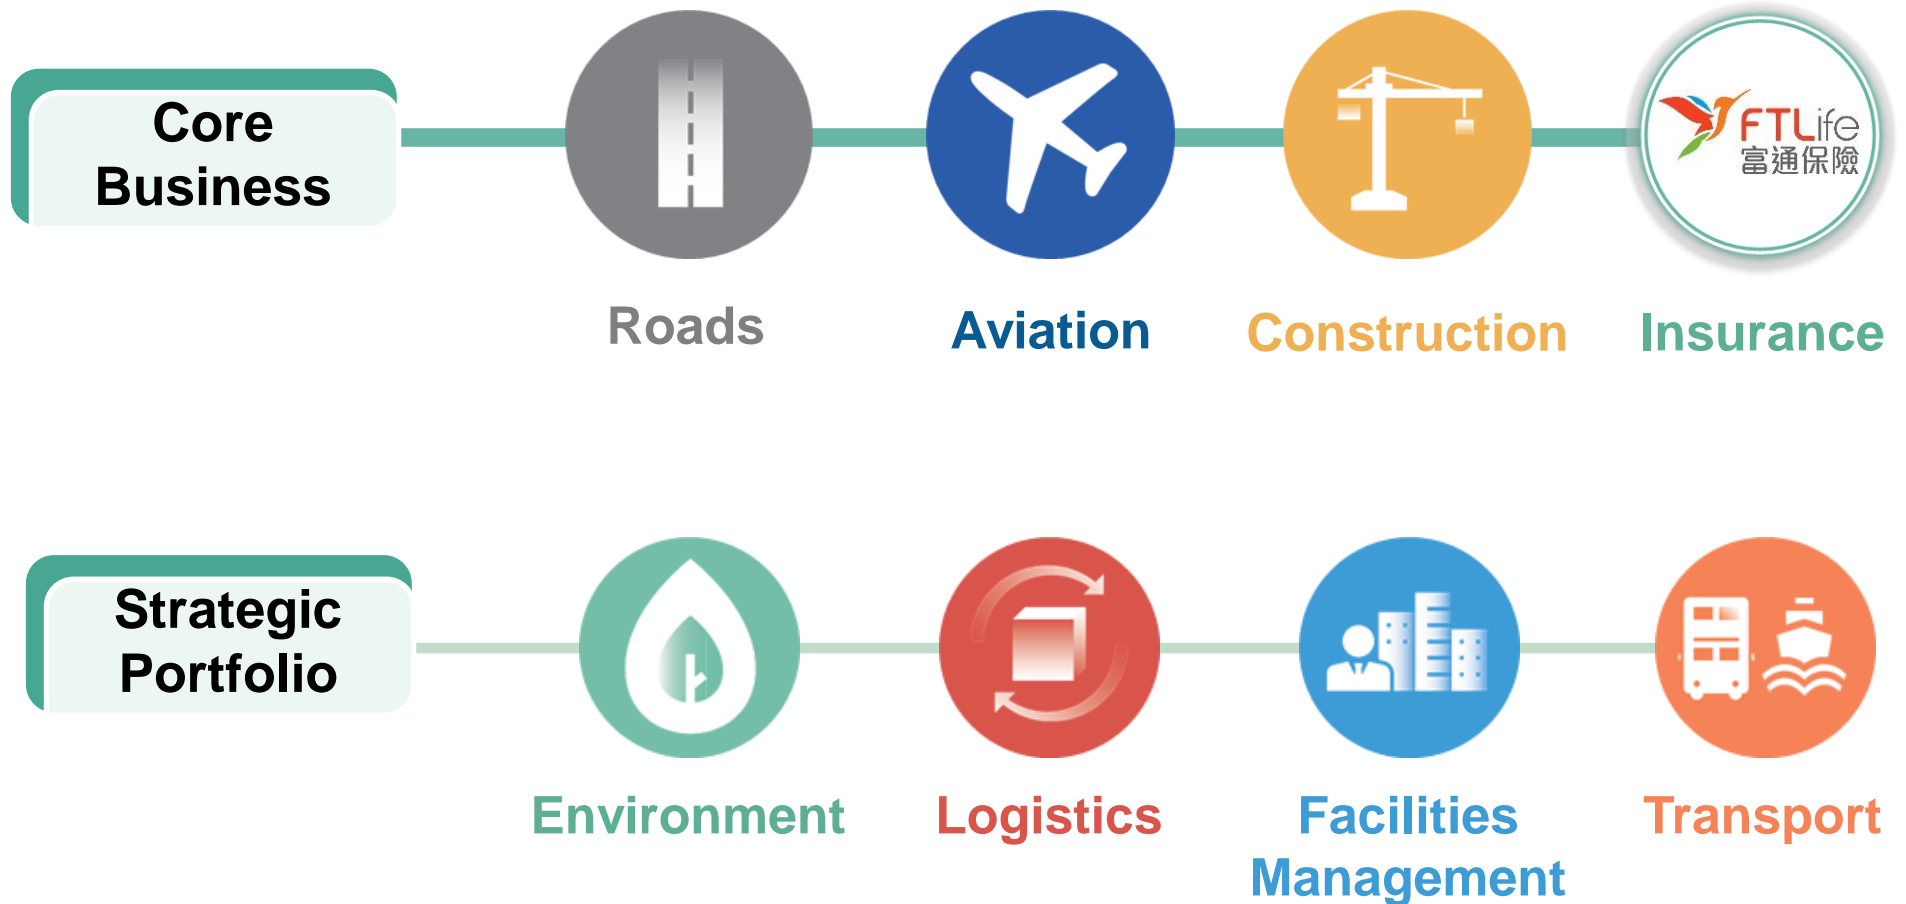 Core
Business
FTLife
富通保險
Roads
Aviation
Construction
Insurance
Strategic
Portfolio
Environment
Logistics
Facilities
Management
Transport